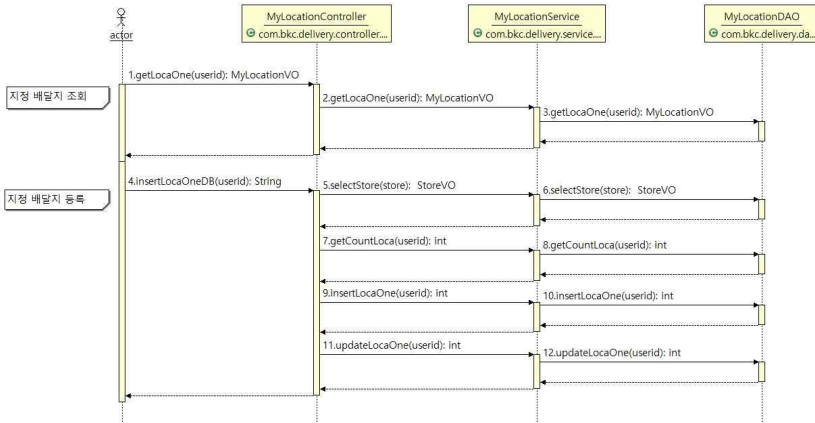 MyLocationController
MyLocationService
MyLocationDAO
actor
com.bkc.delivery.controller....
com.bkc.delivery.service....
com.bkc.delivery.da...
1.getLocaOne(userid): MyLocationVO
지정 배달지 조회
2.getLocaOne(userid): MyLocationVO
3.getLocaOne(userid): MyLocationVO
4.insertLocaOneDB(userid): String
지정 배달지 등록
5.selectStore(store): StoreVO
6.selectStore(store): StoreVO
7.getCountLoca(userid): int
8.getCountLoca(userid): int
9.insertLocaOne(userid): int
10.insertLocaOne(userid): int
11.updateLocaOne(userid): int
12.updateLocaOne(userid): int